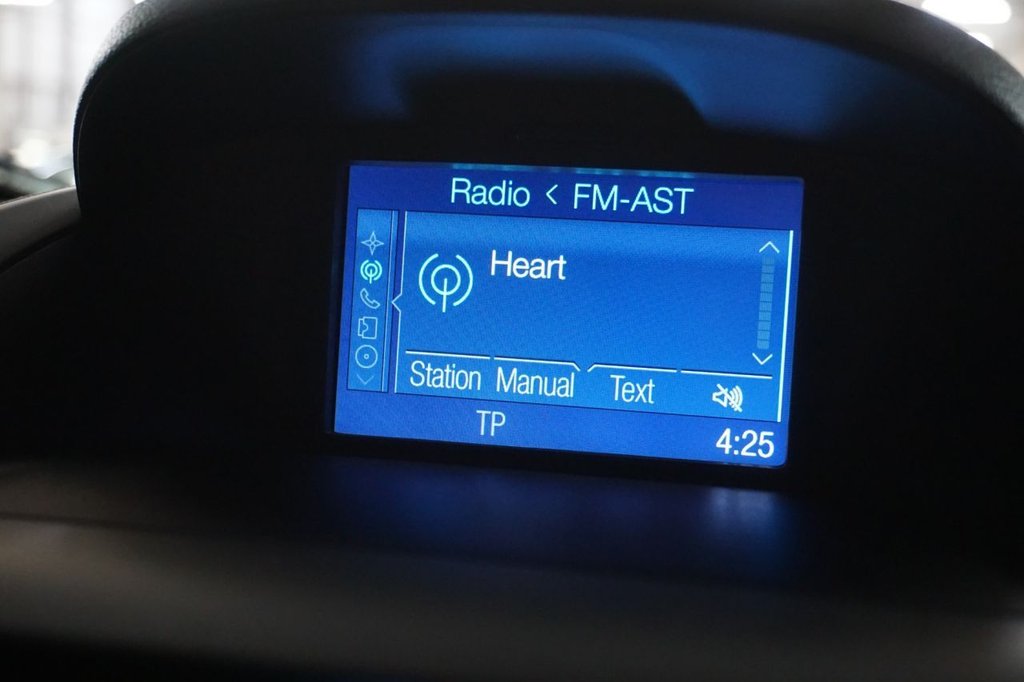 Radio < FM-AST
Heart
Station Manual Text
TP
4:25